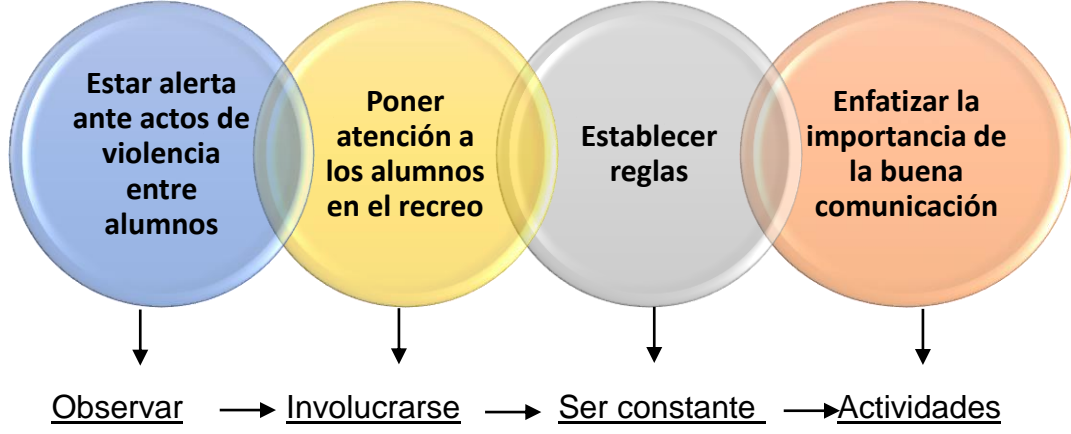 Estar alerta
ante actos de
violencia
entre
alumnos
Poner
atención a
los alumnos
en el recreo
Establecer
reglas
Enfatizar la
importancia de
la buena
comunicación
Observar Involucrarse Ser constante Actividades